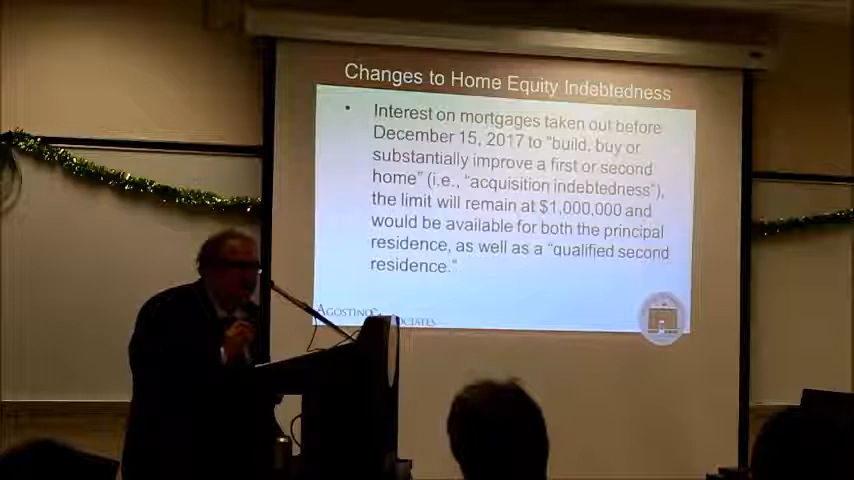 Changes to Home Equity Indebtedness
• Interest on mortgages taken out before
December 15, 2017 to "build, buy or
substantially improve a first or second
home" (i.e., "acquisition indebtedness"),
the limit will remain at $1,000,000 and
would be available for both the principal
residence, as well as a "qualified second
residence."
AGOSTINO